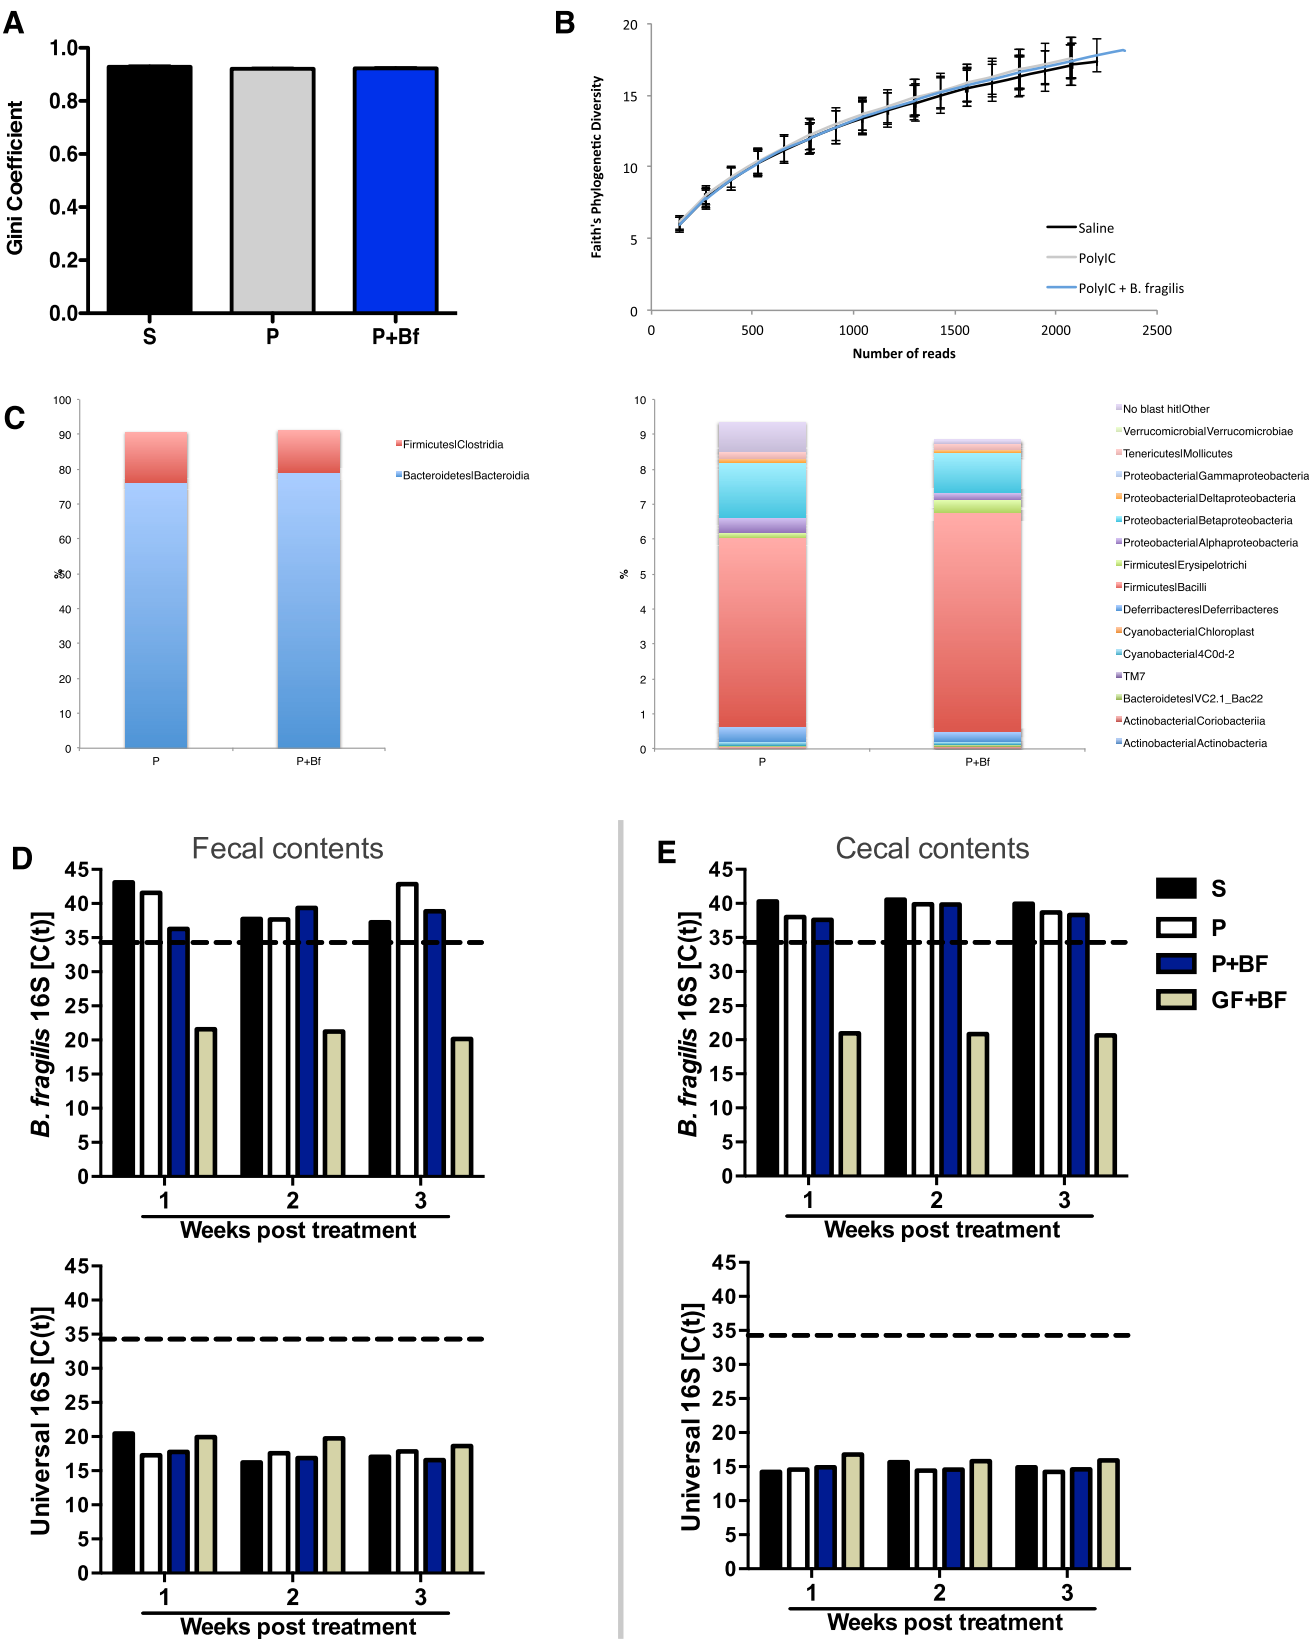 A
Gini Coefficient
1.0
0.8
0.6
0.4
0.2
0.0
S
P
P+Bf
B
Faith's Phylogenetic Diversity
20
15
10
5
0
0
500
1000
1500
2000
2500
Number of reads
Saline
PolyIC
PolyIC + B. fragilis
C
%
100
90
80
70
60
50
40
30
20
10
0
P
P+Bf
Firmicutes|Clostridia
Bacteroidetes|Bacteroidia
%
10
9
8
7
6
5
4
3
2
1
0
P
P+Bf
No blast hit|Other
Verrucomicrobia|Verrucomicrobiae
Tenericutes|Mollicutes
Proteobacteria|Gammaproteobacteria
Proteobacteria|Deltaproteobacteria
Proteobacteria|Betaproteobacteria
Proteobacteria|Alphaproteobacteria
Firmicutes|Erysipelotrichi
Firmicutes|Bacilli
Deferribacteres|Deferribacteres
Cyanobacteria|Chloroplast
Cyanobacteria|4C0d-2
TM7
Bacteroidetes|VC2.1_Bac22
Actinobacteria|Coriobacteriia
Actinobacteria|Actinobacteria
D
Fecal contents
B. fragilis 16S [C(t)]
45
40
35
30
25
20
15
10
5
0
1
2
3
Weeks post treatment
Universal 16S [C(t)]
45
40
35
30
25
20
15
10
5
0
1
2
3
Weeks post treatment
E
Cecal contents
B. fragilis 16S [C(t)]
45
40
35
30
25
20
15
10
5
0
1
2
3
Weeks post treatment
S
P
P+BF
GF+BF
Universal 16S [C(t)]
45
40
35
30
25
20
15
10
5
0
1
2
3
Weeks post treatment